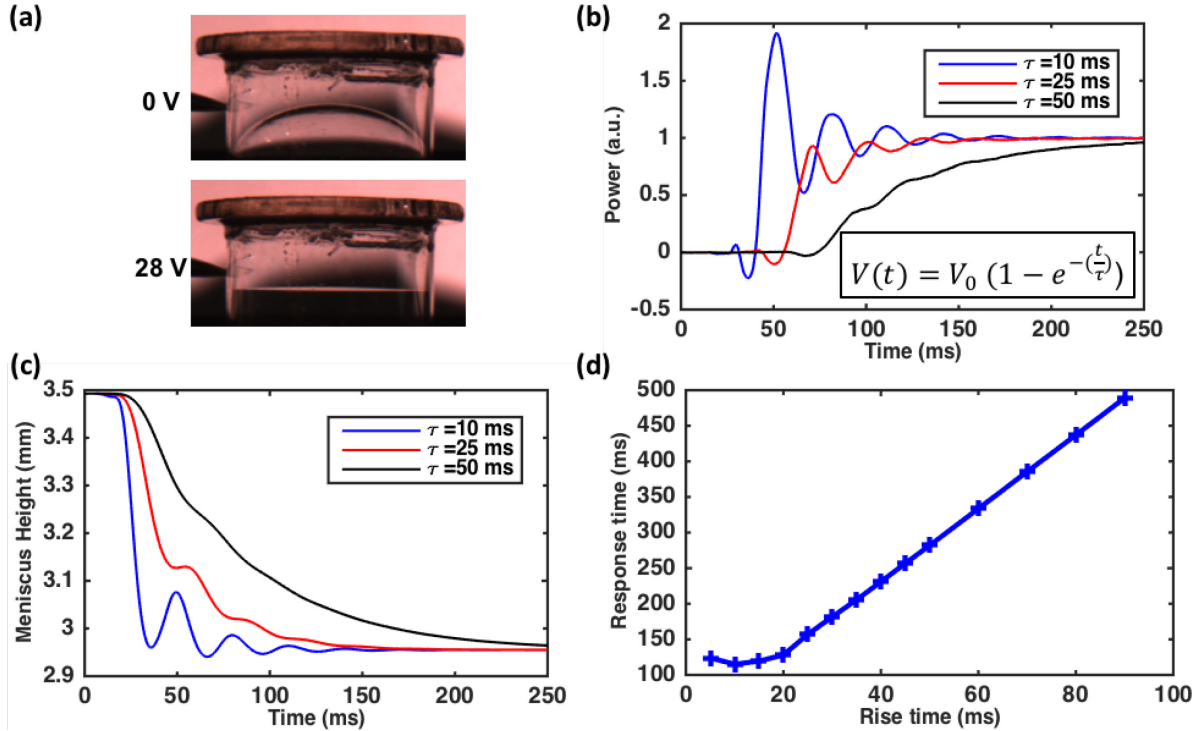 (a)
0 V
28 V
(b)
2
1.5
1
0.5
0
-0.5
Power (a.u.)
τ =10 ms
τ =25 ms
τ =50 ms
V(t) = V₀ (1 − e^{−(t/τ)})
0 50 100 150 200 250
Time (ms)
(c)
3.5
3.4
3.3
3.2
3.1
3
2.9
Meniscus Height (mm)
τ =10 ms
τ =25 ms
τ =50 ms
0 50 100 150 200 250
Time (ms)
(d)
500
450
400
350
300
250
200
150
100
Response time (ms)
0 20 40 60 80 100
Rise time (ms)